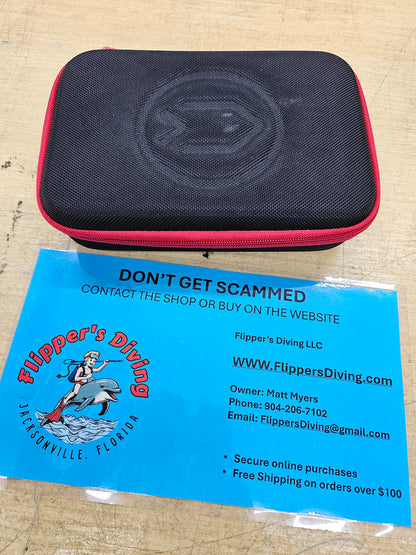 DON'T GET SCAMMED
CONTACT THE SHOP OR BUY ON THE WEBSITE
Flipper's Diving
JACKSONVILLE, FLORIDA
Flipper's Diving LLC
WWW.FlippersDiving.com
Owner: Matt Myers
Phone: 904-206-7102
Email: FlippersDiving@gmail.com
• Secure online purchases
• Free Shipping on orders over $100